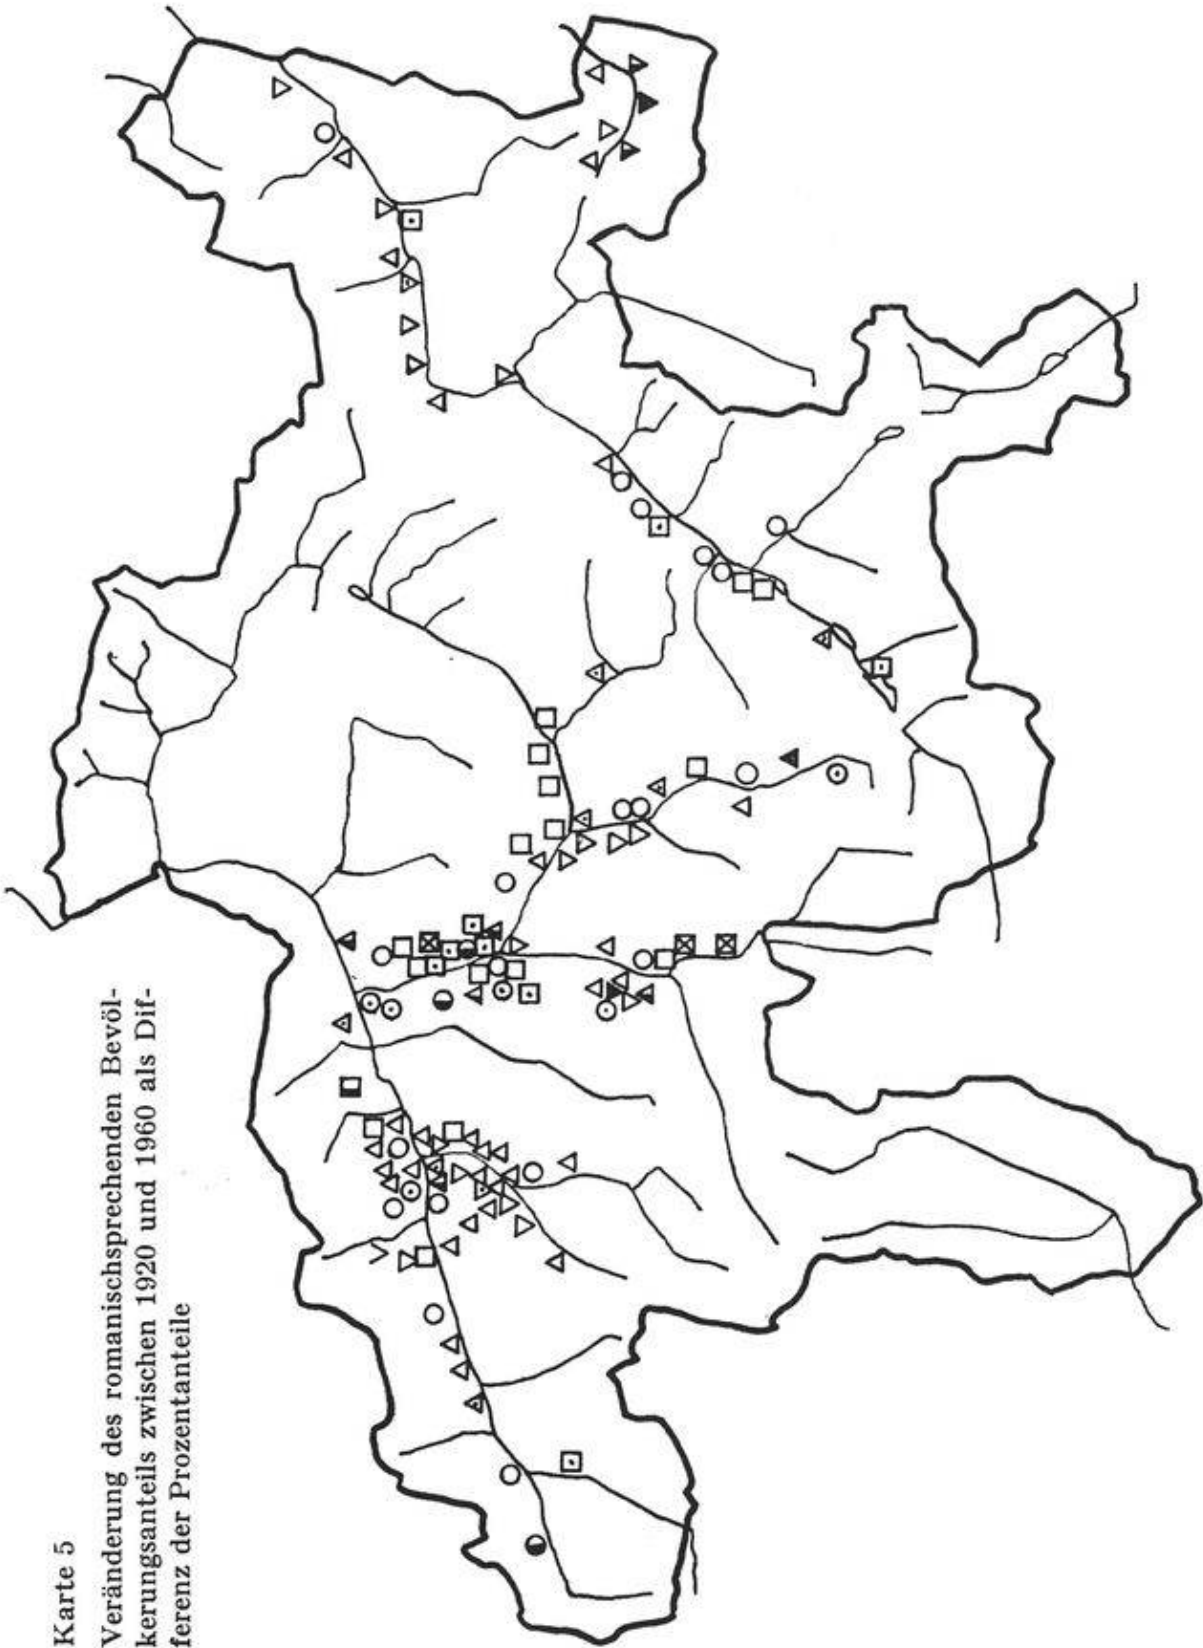 Karte 5
Veränderung des romanischsprechenden Bevöl-
kerungsanteils zwischen 1920 und 1960 als Dif-
ferenz der Prozentanteile